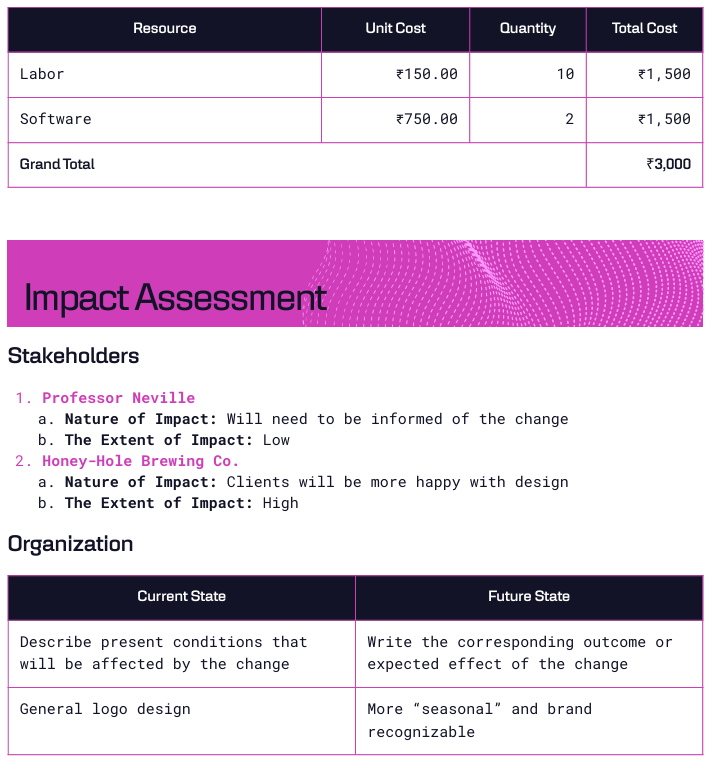 Resource Unit Cost Quantity Total Cost
Labor ₹150.00 10 ₹1,500
Software ₹750.00 2 ₹1,500
Grand Total ₹3,000
Impact Assessment
Stakeholders
1. Professor Neville
a. Nature of Impact: Will need to be informed of the change
b. The Extent of Impact: Low
2. Honey-Hole Brewing Co.
a. Nature of Impact: Clients will be more happy with design
b. The Extent of Impact: High
Organization
Current State Future State
Describe present conditions that
will be affected by the change
Write the corresponding outcome or
expected effect of the change
General logo design
More “seasonal” and brand
recognizable